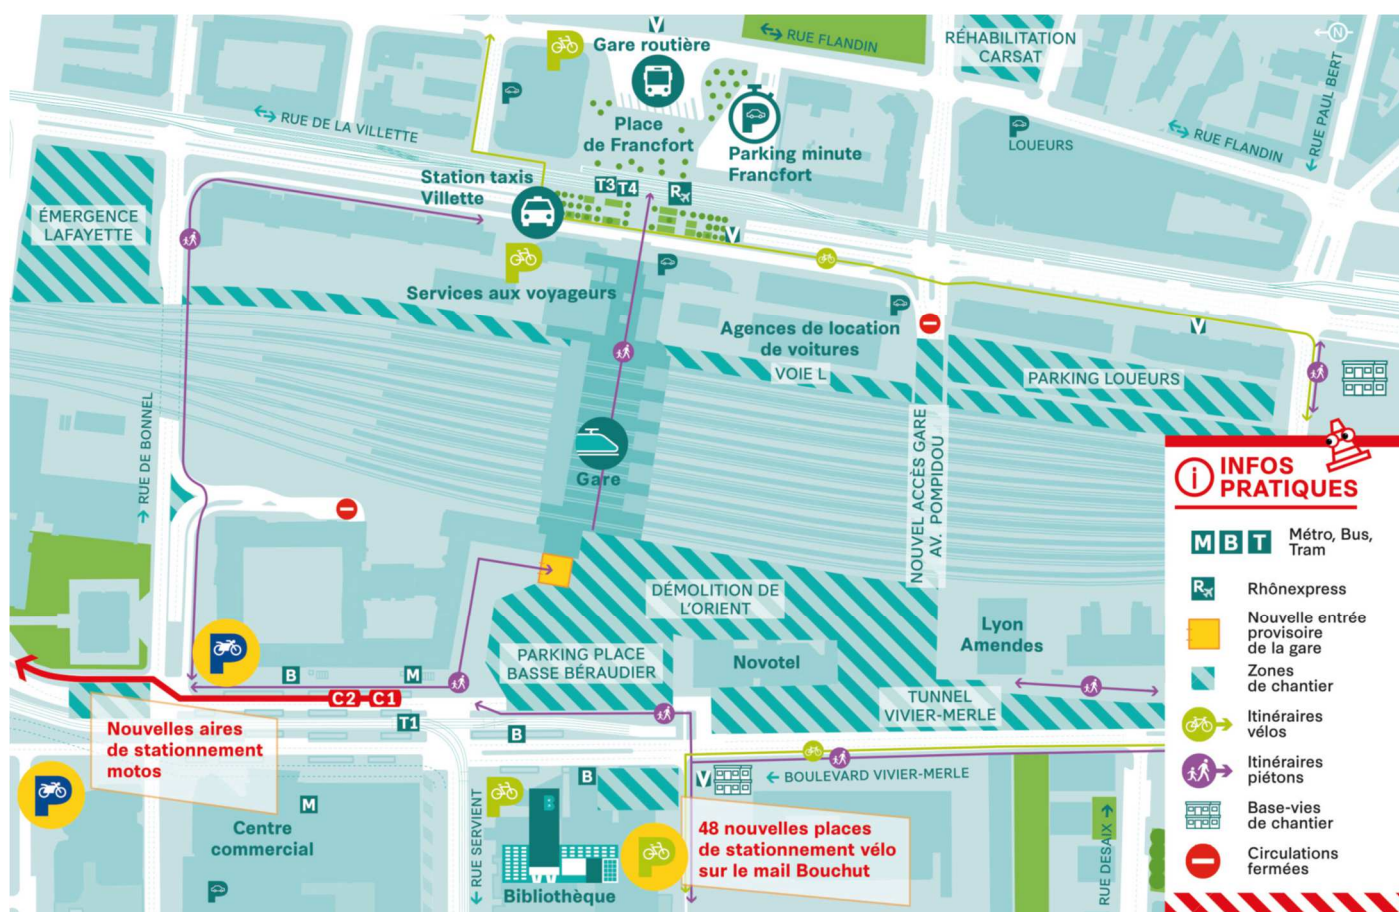 V
Gare routière
RUE FLANDIN
RÉHABILITATION
CARSAT
N
RUE PAUL BERT
P
P
RUE DE LA VILLETTE
Place
de Francfort
P
Parking minute
Francfort
P
LOUEURS
RUE FLANDIN
Station taxis
Villette
T3
T4
R
V
ÉMERGENCE
LAFAYETTE
P
Services aux voyageurs
P
P
Agences de location
de voitures
VOIE L
V
PARKING LOUEURS
RUE DE BONNEL
Gare
NOUVEL ACCÈS GARE
AV. POMPIDOU
DÉMOLITION DE
L'ORIENT
PARKING PLACE
BASSE BÉRAUDIER
Novotel
Lyon
Amendes
TUNNEL
VIVIER-MERLE
P
B
M
C2
C1
T1
B
Nouvelles aires
de stationnement
motos
P
M
Centre
commercial
P
RUE SERVIENT
P
B
B
Bibliothèque
V
BOULEVARD VIVIER-MERLE
P
48 nouvelles places
de stationnement vélo
sur le mail Bouchut
RUE DESAIX
i
INFOS
PRATIQUES
M B T
Métro, Bus,
Tram
R
Rhônexpress
Nouvelle entrée
provisoire
de la gare
Zones
de chantier
Itinéraires
vélos
Itinéraires
piétons
Base-vies
de chantier
Circulations
fermées